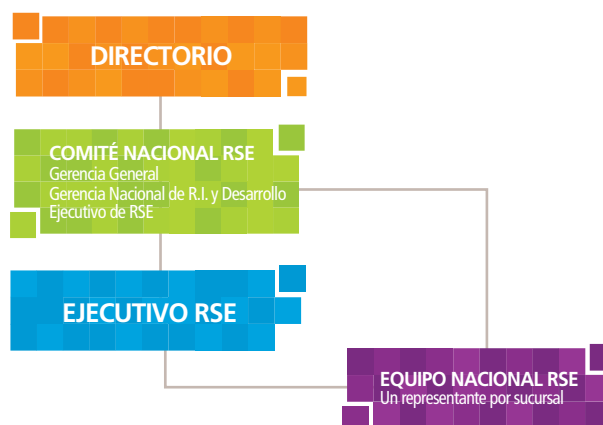 DIRECTORIO
COMITÉ NACIONAL RSE
Gerencia General
Gerencia Nacional de R.I. y Desarrollo
Ejecutivo de RSE
EJECUTIVO RSE
EQUIPO NACIONAL RSE
Un representante por sucursal